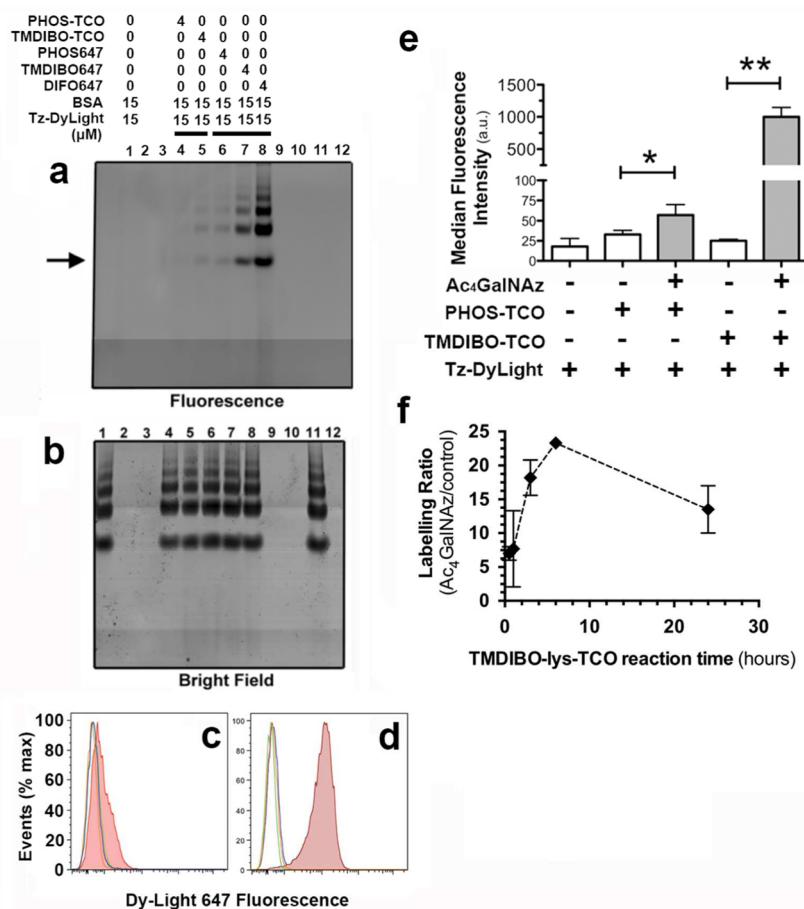 PHOS-TCO 0 4 0 0 0 0
TMDIBO-TCO 0 0 4 0 0 0
PHOS647 0 0 0 4 0 0
TMDIBO647 0 0 0 0 4 0
DIFO647 0 0 0 0 0 4
BSA 15 15 15 15 15 15
Tz-DyLight 15 15 15 15 15 15
(μM)
1 2 3 4 5 6 7 8 9 10 11 12
a
Fluorescence
b
1 2 3 4 5 6 7 8 9 10 11 12
Bright Field
Events (% max)
100
80
60
40
20
0
c
100
80
60
40
20
0
d
Dy-Light 647 Fluorescence
e
Median Fluorescence
Intensity (a.u.)
1500
1000
500
100
75
50
25
0
*
**
Ac₄GalNAz - - + - +
PHOS-TCO - + + - -
TMDIBO-TCO - - - + +
Tz-DyLight + + + + +
f
Labelling Ratio
(Ac₄GalNAz/control)
25
20
15
10
5
0
0 10 20 30
TMDIBO-lys-TCO reaction time (hours)